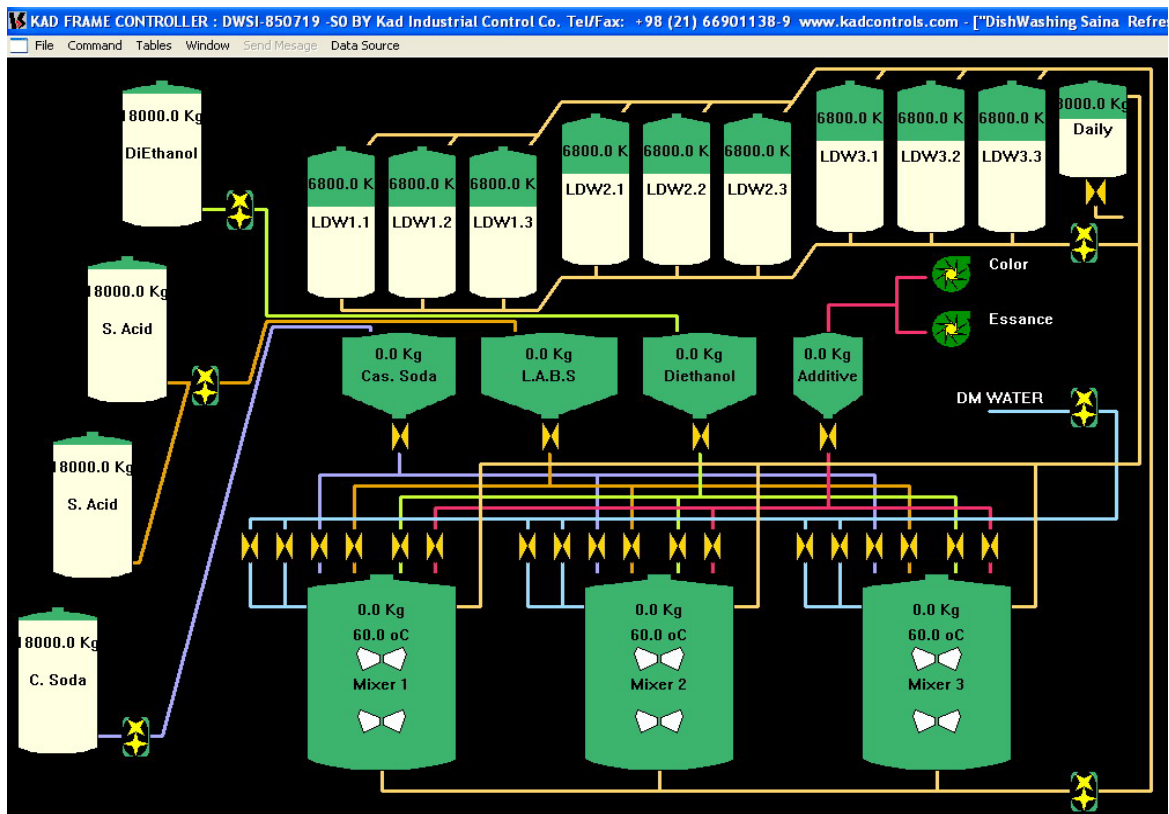 KAD FRAME CONTROLLER : DWSI-850719 -S0 BY Kad Industrial Control Co. Tel/Fax: +98 (21) 66901138-9 www.kadcontrols.com - ["DishWashing Saina Refres
File Command Tables Window Send Mesage Data Source
18000.0 Kg
DiEthanol
6800.0 K
LDW1.1
6800.0 K
LDW1.2
6800.0 K
LDW1.3
6800.0 K
LDW2.1
6800.0 K
LDW2.2
6800.0 K
LDW2.3
6800.0 K
LDW3.1
6800.0 K
LDW3.2
6800.0 K
LDW3.3
3000.0 Kg
Daily
18000.0 Kg
S. Acid
Color
Essance
0.0 Kg
Cas. Soda
0.0 Kg
L.A.B.S
0.0 Kg
Diethanol
0.0 Kg
Additive
DM WATER
18000.0 Kg
S. Acid
18000.0 Kg
C. Soda
0.0 Kg
60.0 oC
Mixer 1
0.0 Kg
60.0 oC
Mixer 2
0.0 Kg
60.0 oC
Mixer 3